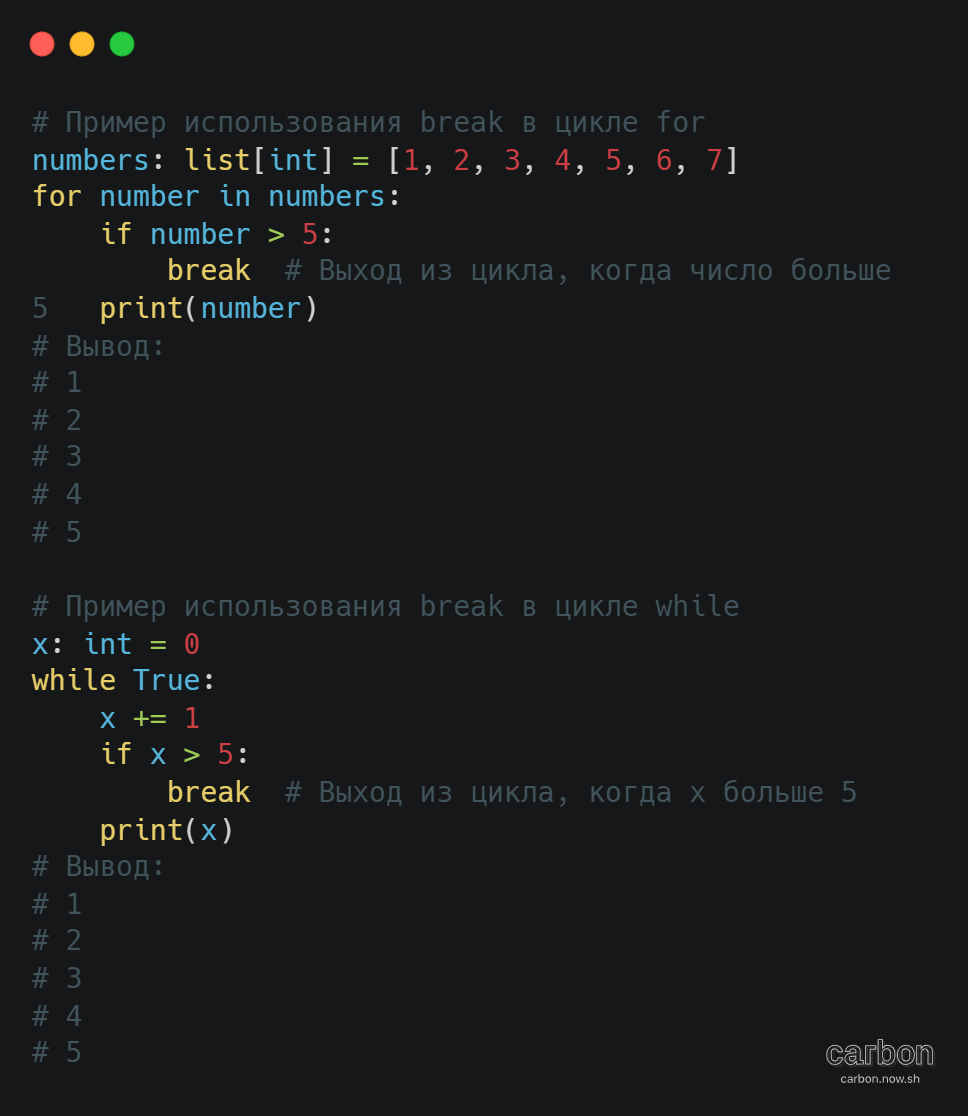 # Пример использования break в цикле for
numbers: list[int] = [1, 2, 3, 4, 5, 6, 7]
for number in numbers:
    if number > 5:
        break  # Выход из цикла, когда число больше
5   print(number)
# Вывод:
# 1
# 2
# 3
# 4
# 5

# Пример использования break в цикле while
x: int = 0
while True:
    x += 1
    if x > 5:
        break  # Выход из цикла, когда x больше 5
    print(x)
# Вывод:
# 1
# 2
# 3
# 4
# 5
carbon
carbon.now.sh